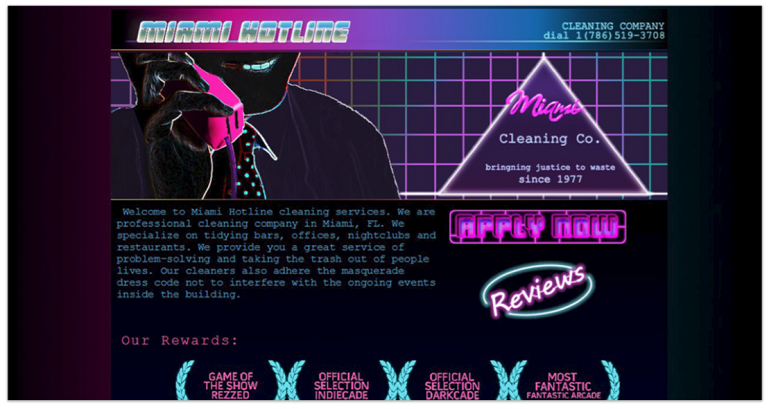 MIAMI HOTLINE
CLEANING COMPANY
dial 1(786)519-3708
Miami
Cleaning Co.
bringning justice to waste
since 1977
Welcome to Miami Hotline cleaning services. We are
professional cleaning company in Miami, FL. We
specialize on tidying bars, offices, nightclubs and
restaurants. We provide you a great service of
problem-solving and taking the trash out of people
lives. Our cleaners also adhere the masquerade
dress code not to interfere with the ongoing events
inside the building.
APPLY NOW
Reviews
Our Rewards:
GAME OF
THE SHOW
REZZED
OFFICIAL
SELECTION
INDIECADE
OFFICIAL
SELECTION
DARKCADE
MOST
FANTASTIC
FANTASTIC ARCADE